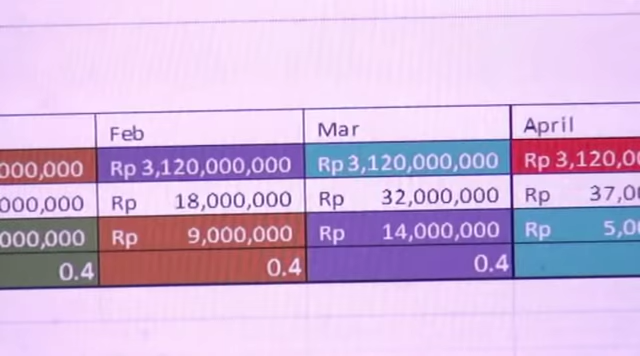 Feb Mar April
000,000 Rp 3,120,000,000 Rp 3,120,000,000 Rp 3,120,0
000,000 Rp 18,000,000 Rp 32,000,000 Rp 37,0
000,000 Rp 9,000,000 Rp 14,000,000 Rp 5,0
0.4 0.4 0.4